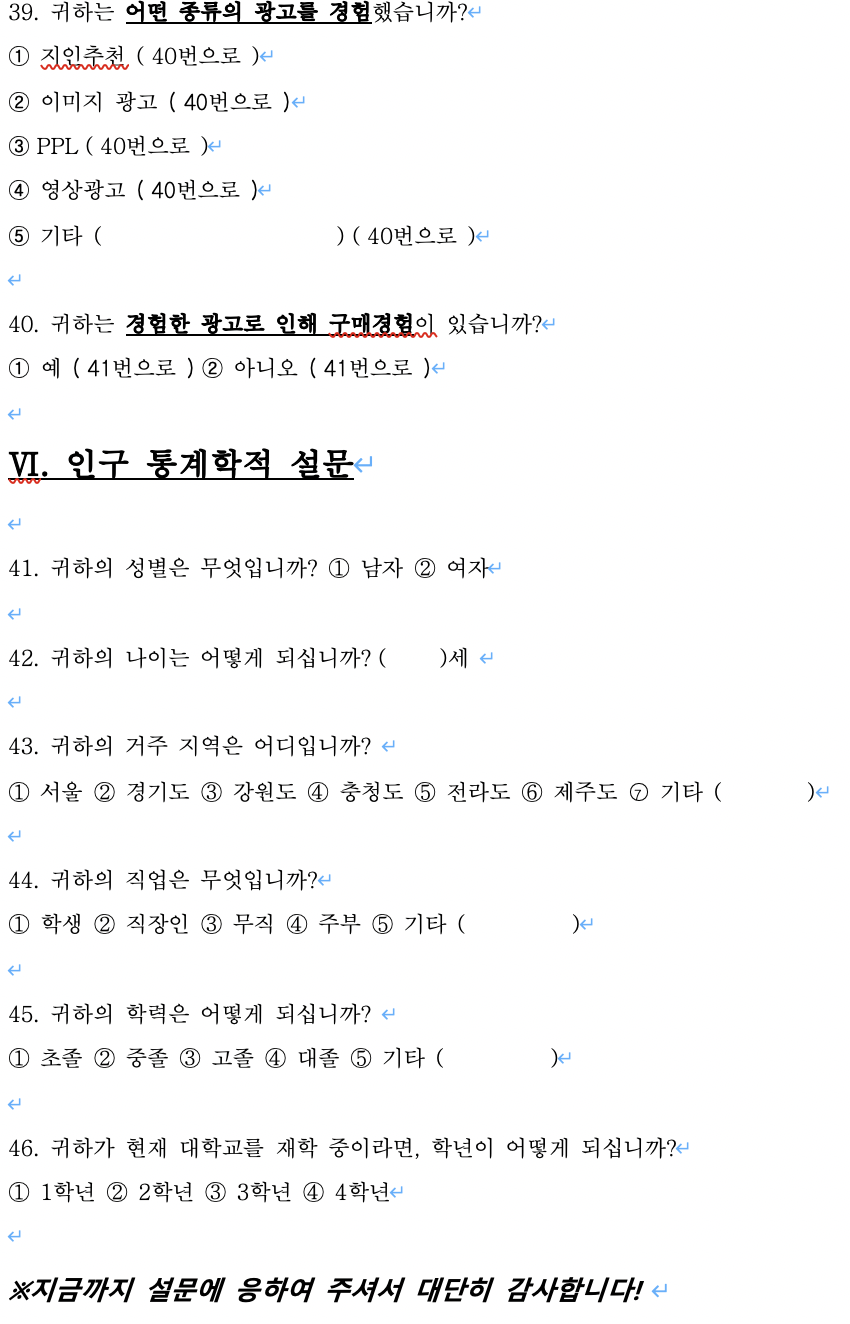 39. 귀하는 어떤 종류의 광고를 경험했습니까?
① 지인추천 ( 40번으로 )
② 이미지 광고 ( 40번으로 )
③ PPL ( 40번으로 )
④ 영상광고 ( 40번으로 )
⑤ 기타 ( ) ( 40번으로 )
40. 귀하는 경험한 광고로 인해 구매경험이 있습니까?
① 예 ( 41번으로 ) ② 아니오 ( 41번으로 )
Ⅵ. 인구 통계학적 설문
41. 귀하의 성별은 무엇입니까? ① 남자 ② 여자
42. 귀하의 나이는 어떻게 되십니까? ( )세
43. 귀하의 거주 지역은 어디입니까?
① 서울 ② 경기도 ③ 강원도 ④ 충청도 ⑤ 전라도 ⑥ 제주도 ⑦ 기타 ( )
44. 귀하의 직업은 무엇입니까?
① 학생 ② 직장인 ③ 무직 ④ 주부 ⑤ 기타 ( )
45. 귀하의 학력은 어떻게 되십니까?
① 초졸 ② 중졸 ③ 고졸 ④ 대졸 ⑤ 기타 ( )
46. 귀하가 현재 대학교를 재학 중이라면, 학년이 어떻게 되십니까?
① 1학년 ② 2학년 ③ 3학년 ④ 4학년
※지금까지 설문에 응하여 주셔서 대단히 감사합니다!